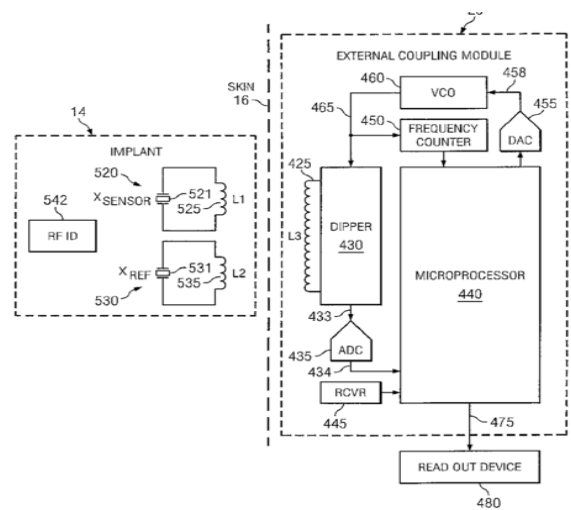 EXTERNAL COUPLING MODULE
460
VCO
458
SKIN
16
465
450
FREQUENCY
COUNTER
455
DAC
14
IMPLANT
520
XSENSOR
521
525
L1
542
RF ID
XREF
531
535
L2
530
425
L3
DIPPER
430
MICROPROCESSOR
440
433
435
ADC
434
RCVR
445
475
READ OUT DEVICE
480